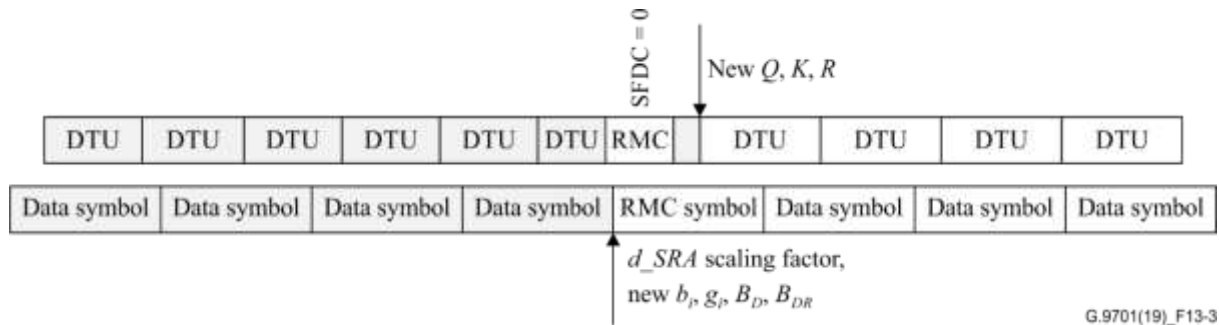 SFDC = 0
New Q, K, R
DTU DTU DTU DTU DTU DTU RMC DTU DTU DTU DTU
Data symbol Data symbol Data symbol Data symbol RMC symbol Data symbol Data symbol Data symbol
d_SRA scaling factor,
new bᵢ, gᵢ, B_D, B_DR
G.9701(19)_F13-3